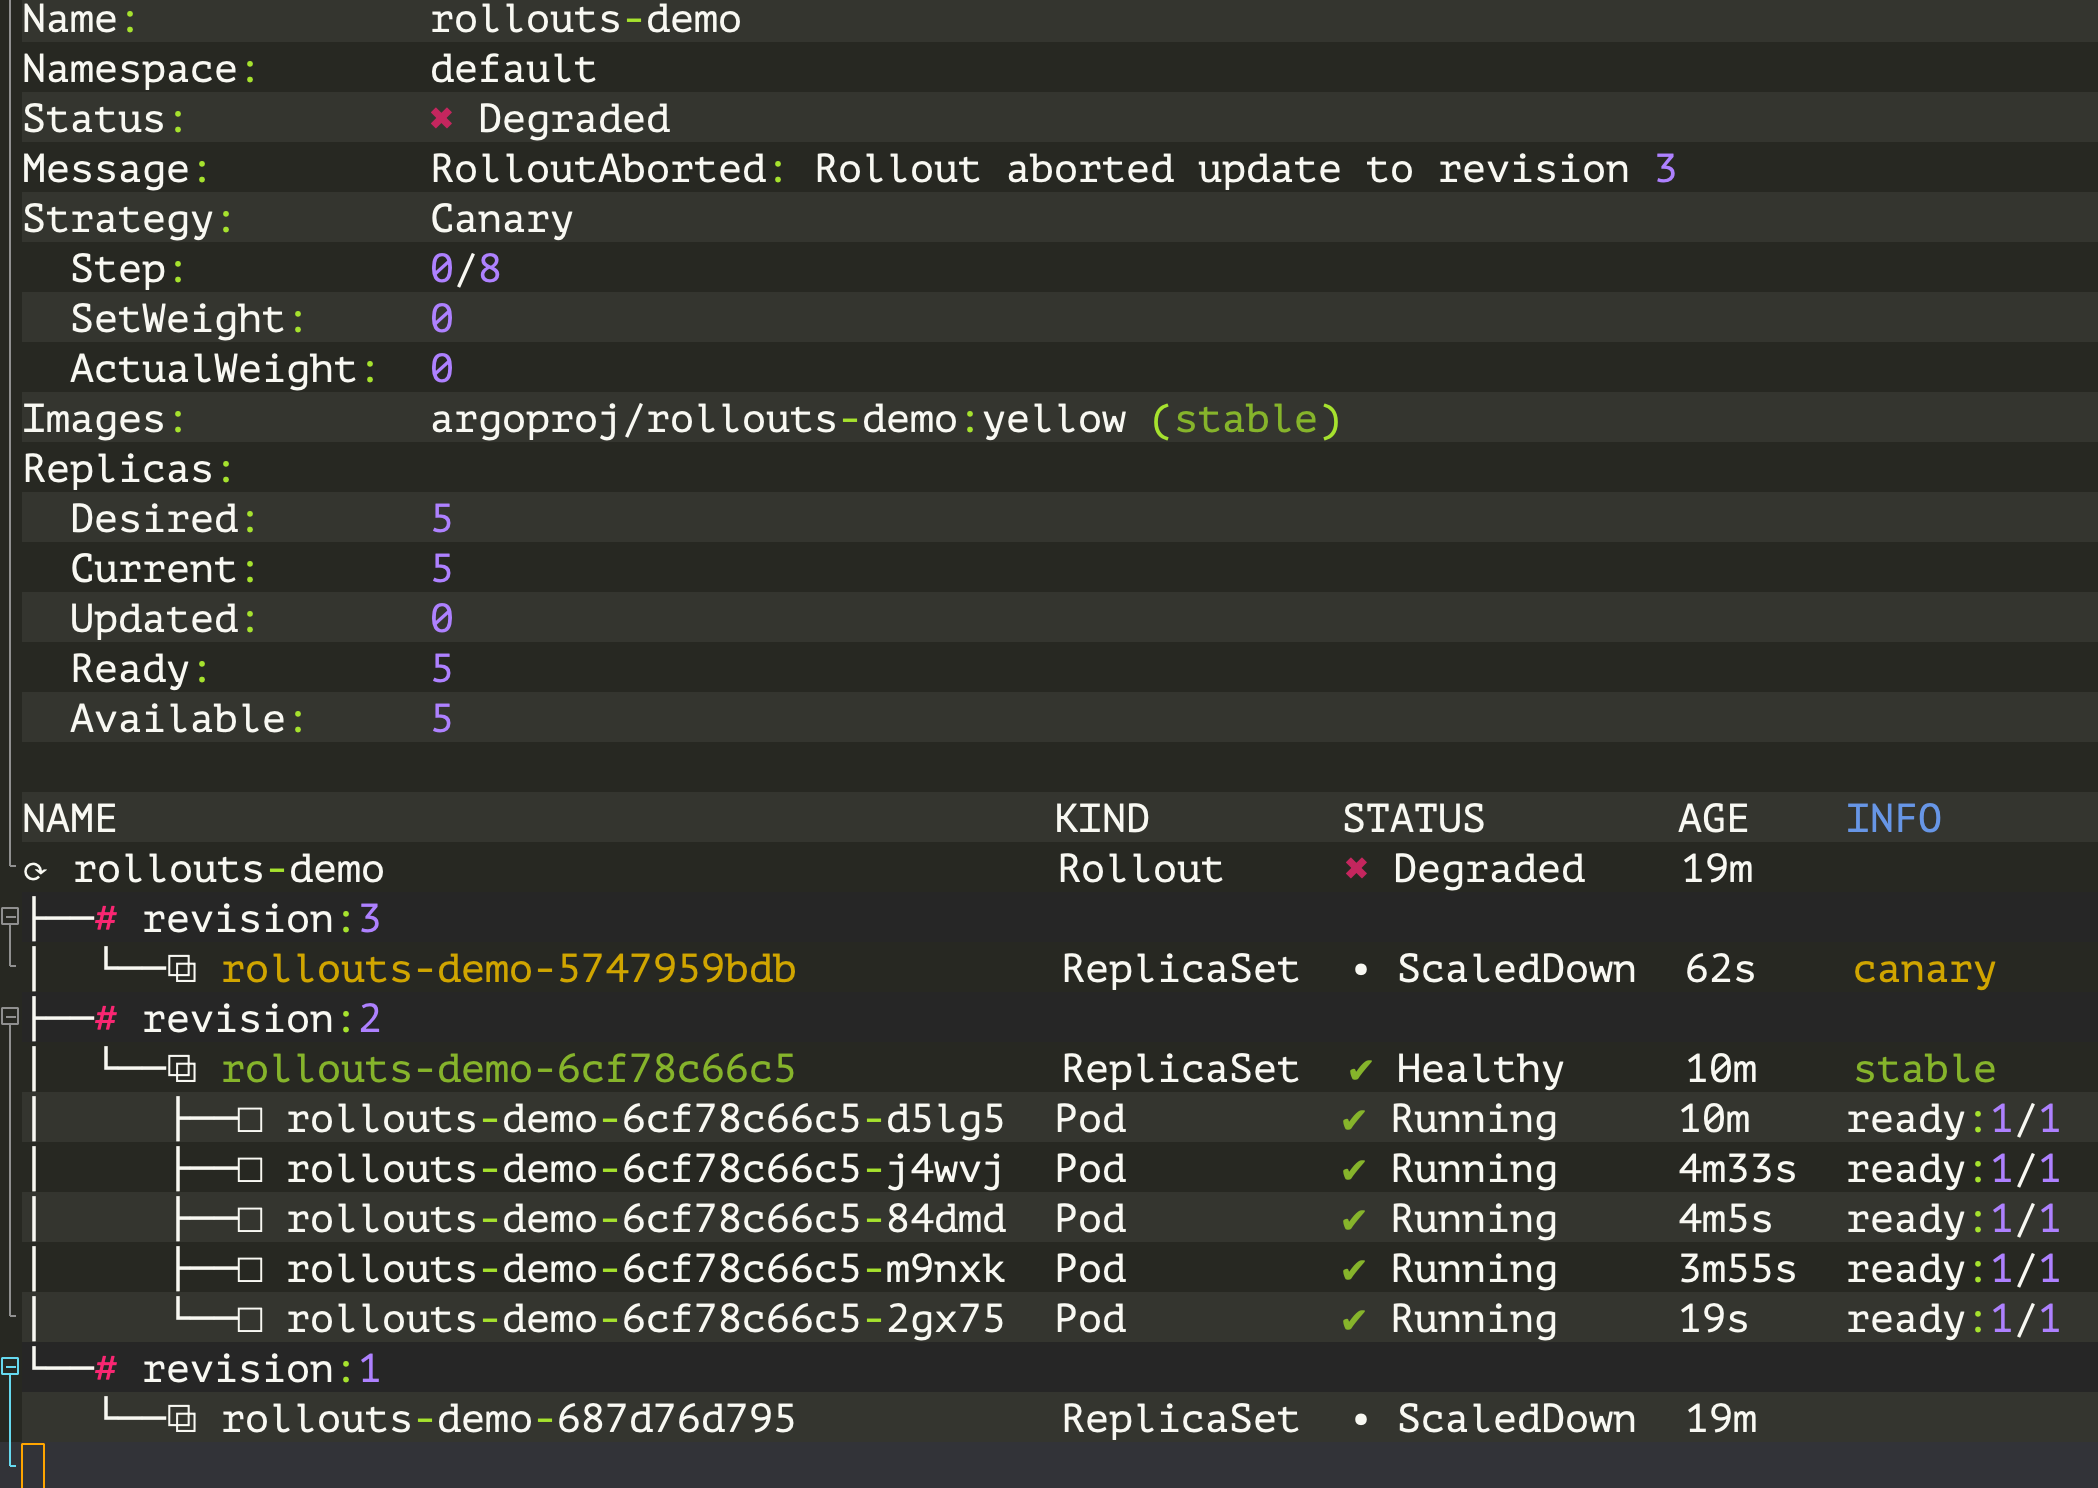 Name:            rollouts-demo
Namespace:       default
Status:          ✖ Degraded
Message:         RolloutAborted: Rollout aborted update to revision 3
Strategy:        Canary
  Step:          0/8
  SetWeight:     0
  ActualWeight:  0
Images:          argoproj/rollouts-demo:yellow (stable)
Replicas:
  Desired:       5
  Current:       5
  Updated:       0
  Ready:         5
  Available:     5

NAME                                       KIND        STATUS        AGE    INFO
⟳ rollouts-demo                            Rollout     ✖ Degraded    19m
├──# revision:3
│  └──⧉ rollouts-demo-5747959bdb           ReplicaSet  • ScaledDown  62s    canary
├──# revision:2
│  └──⧉ rollouts-demo-6cf78c66c5           ReplicaSet  ✔ Healthy     10m    stable
│     ├──□ rollouts-demo-6cf78c66c5-d5lg5  Pod         ✔ Running     10m    ready:1/1
│     ├──□ rollouts-demo-6cf78c66c5-j4wvj  Pod         ✔ Running     4m33s  ready:1/1
│     ├──□ rollouts-demo-6cf78c66c5-84dmd  Pod         ✔ Running     4m5s   ready:1/1
│     ├──□ rollouts-demo-6cf78c66c5-m9nxk  Pod         ✔ Running     3m55s  ready:1/1
│     └──□ rollouts-demo-6cf78c66c5-2gx75  Pod         ✔ Running     19s    ready:1/1
└──# revision:1
   └──⧉ rollouts-demo-687d76d795           ReplicaSet  • ScaledDown  19m